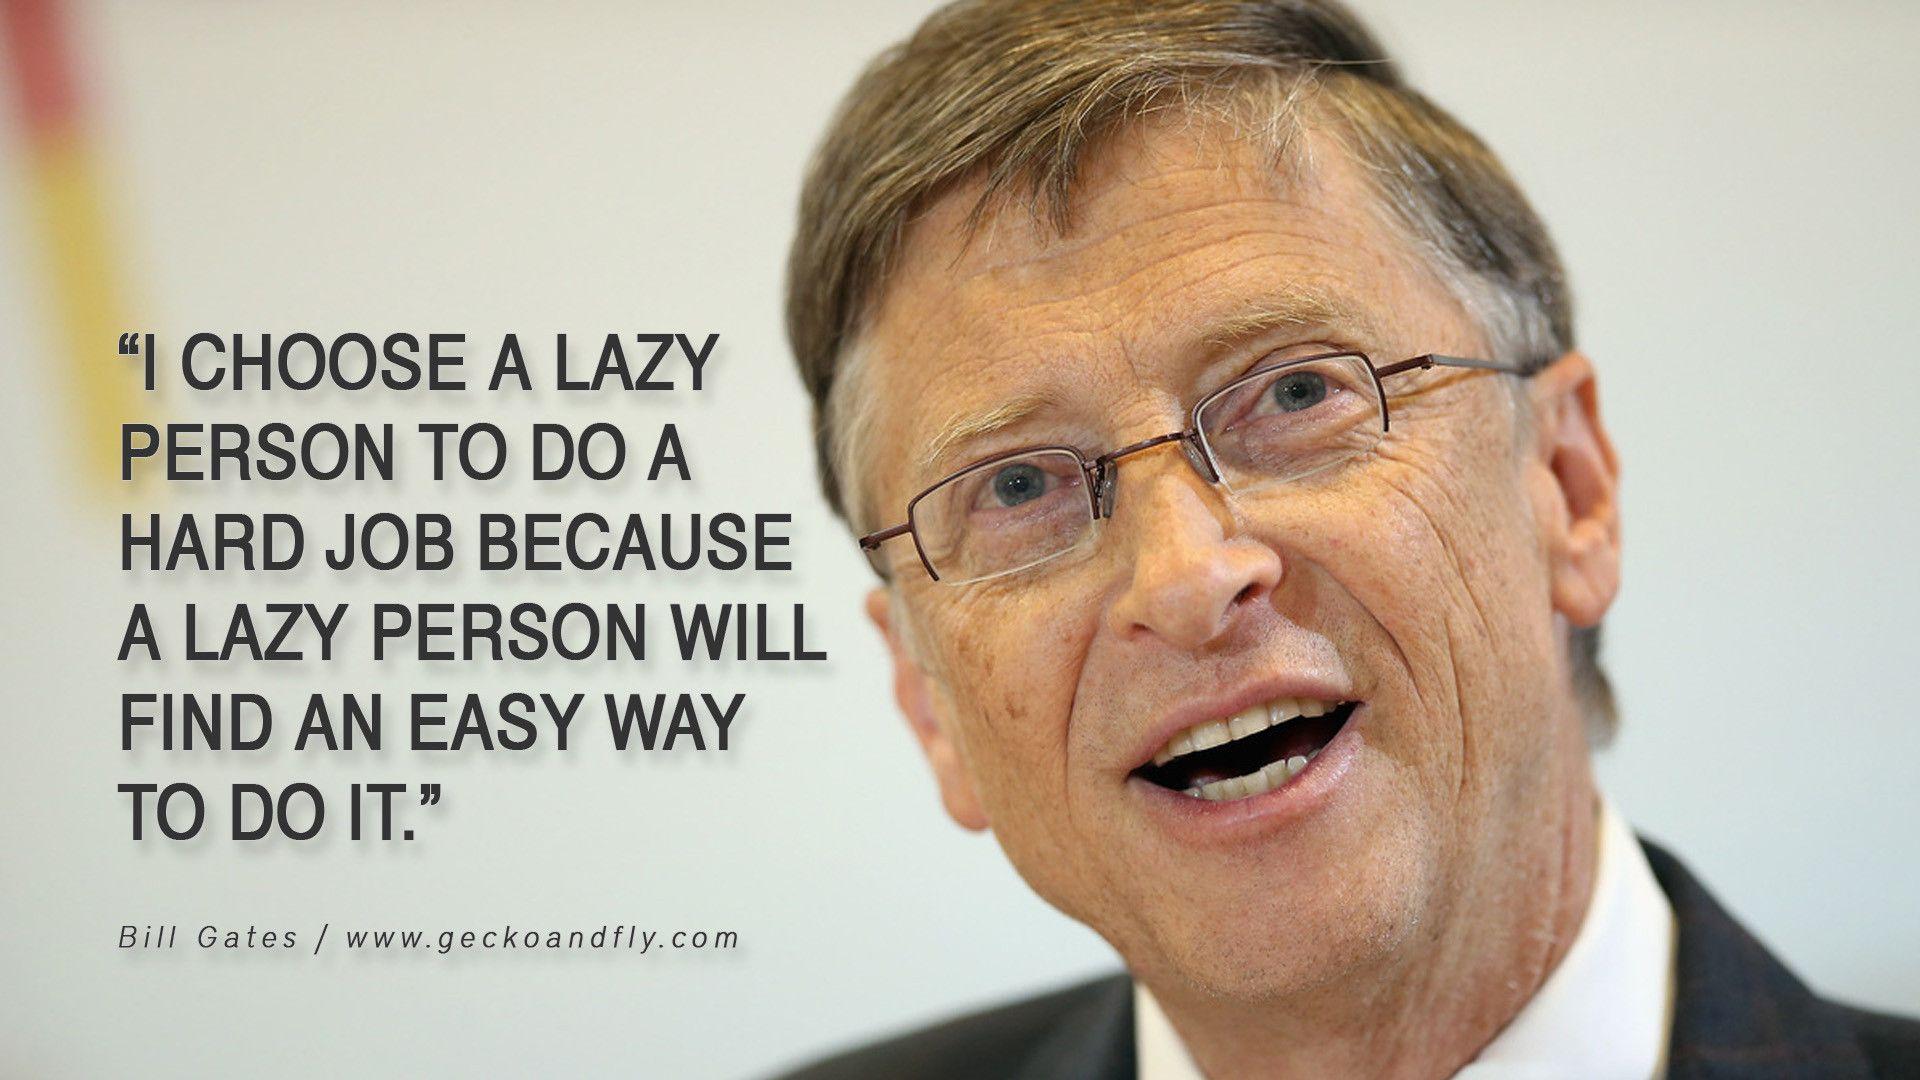 “I CHOOSE A LAZY
PERSON TO DO A
HARD JOB BECAUSE
A LAZY PERSON WILL
FIND AN EASY WAY
TO DO IT.”
Bill Gates / www.geckoandfly.com